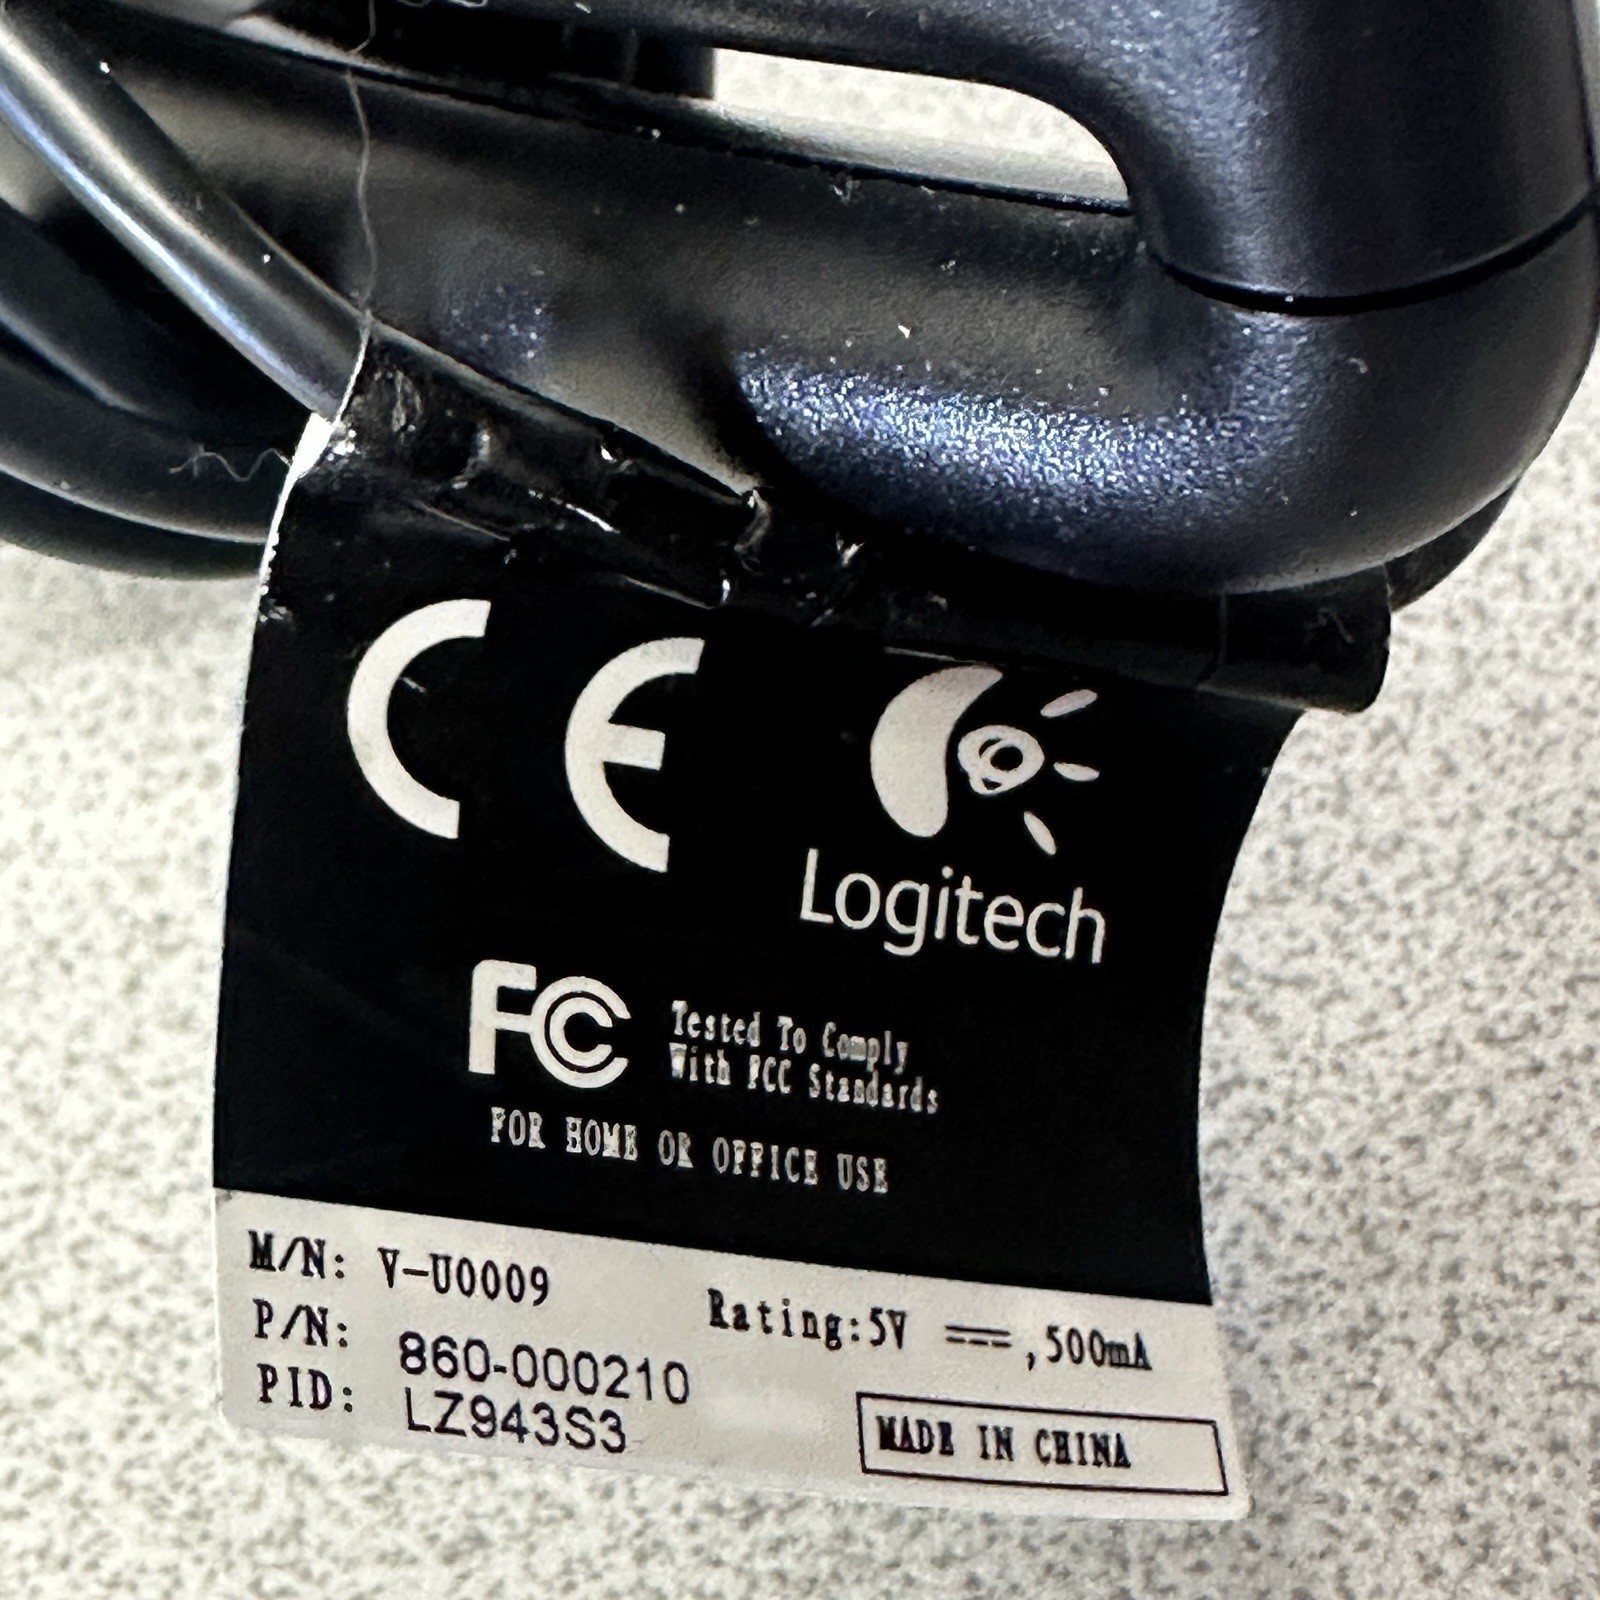 CE
Logitech
FC Tested To Comply
With FCC Standards
FOR HOME OR OFFICE USE
M/N: V-U0009
Rating:5V ⎓,500mA
P/N: 860-000210
PID: LZ943S3
MADE IN CHINA